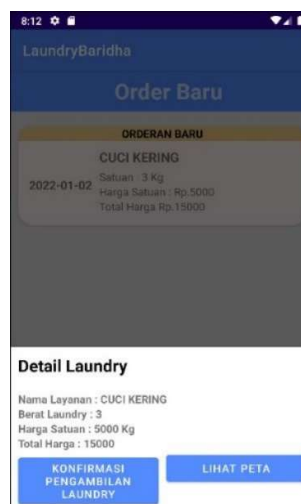 8:12
LaundryBaridha
Order Baru
ORDERAN BARU
CUCI KERING
2022-01-02
Satuan : 3 Kg
Harga Satuan : Rp.5000
Total Harga Rp.15000
Detail Laundry
Nama Layanan : CUCI KERING
Berat Laundry : 3
Harga Satuan : 5000 Kg
Total Harga : 15000
KONFIRMASI
PENGAMBILAN
LAUNDRY
LIHAT PETA